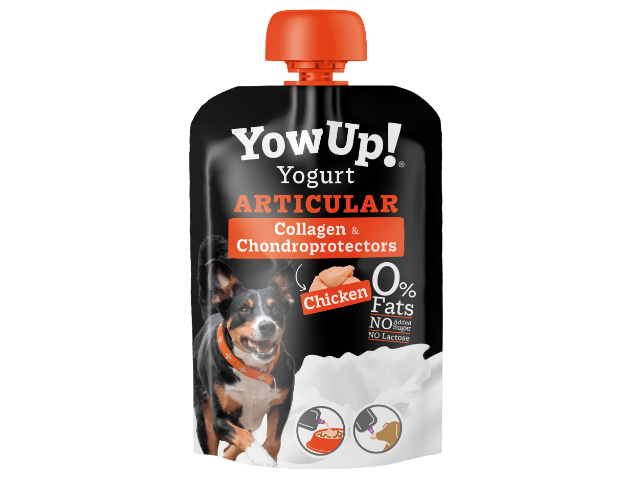 YowUp!®
Yogurt
ARTICULAR
Collagen &
Chondroprotectors
Chicken
0%
Fats
NO Added Sugar
NO Lactose